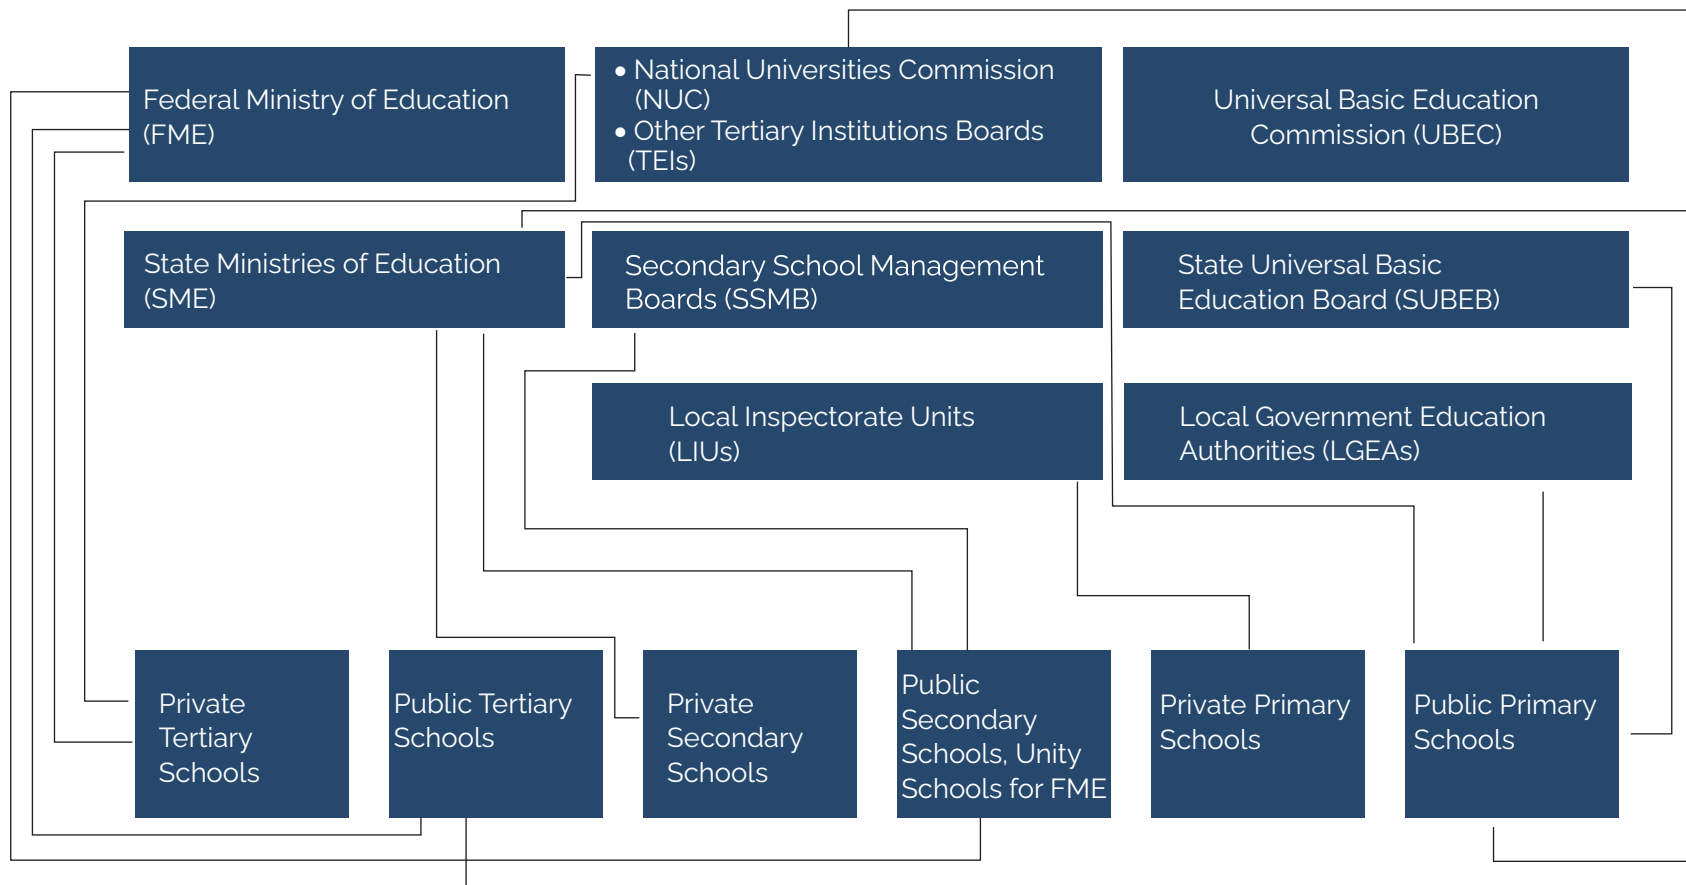 Federal Ministry of Education
(FME)
• National Universities Commission
(NUC)
• Other Tertiary Institutions Boards
(TEIs)
Universal Basic Education
Commission (UBEC)
State Ministries of Education
(SME)
Secondary School Management
Boards (SSMB)
State Universal Basic
Education Board (SUBEB)
Local Inspectorate Units
(LIUs)
Local Government Education
Authorities (LGEAs)
Private
Tertiary
Schools
Public Tertiary
Schools
Private
Secondary
Schools
Public
Secondary
Schools, Unity
Schools for FME
Private Primary
Schools
Public Primary
Schools